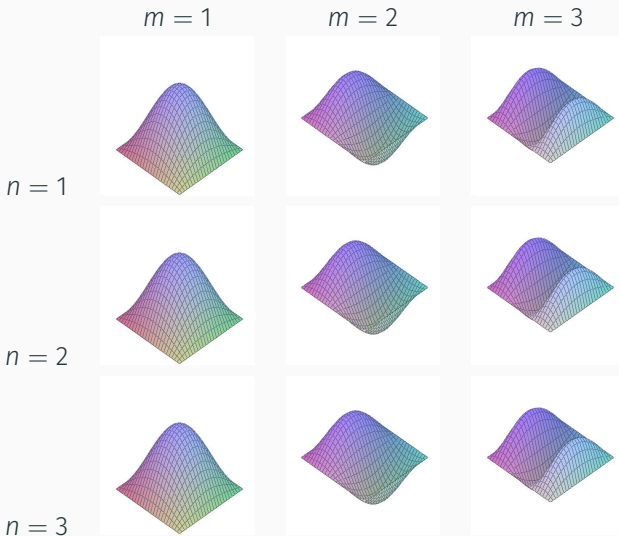 m = 1 m = 2 m = 3
n = 1
n = 2
n = 3